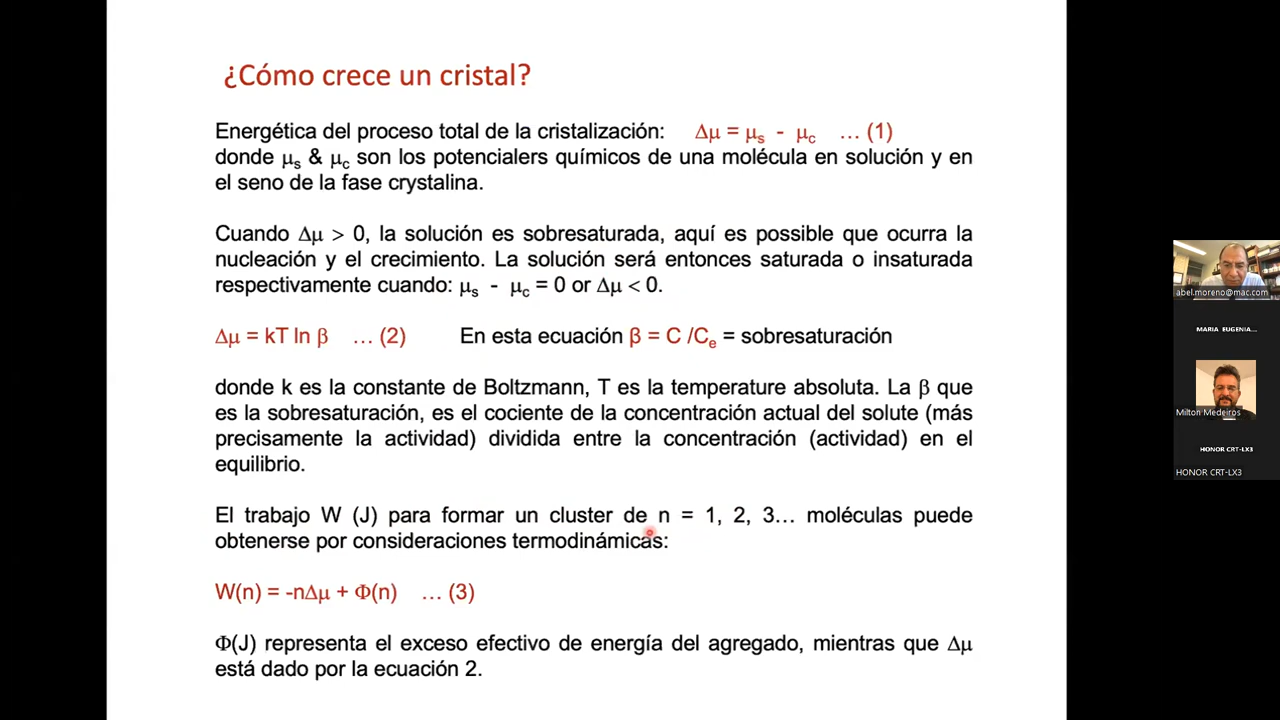 ¿Cómo crece un cristal?
Energética del proceso total de la cristalización: Δμ = μs - μc … (1)
donde μs & μc son los potencialers químicos de una molécula en solución y en
el seno de la fase crystalina.
Cuando Δμ > 0, la solución es sobresaturada, aquí es possible que ocurra la
nucleación y el crecimiento. La solución será entonces saturada o insaturada
respectivamente cuando: μs - μc = 0 or Δμ < 0.
Δμ = kT ln β … (2) En esta ecuación β = C /Ce = sobresaturación
donde k es la constante de Boltzmann, T es la temperature absoluta. La β que
es la sobresaturación, es el cociente de la concentración actual del solute (más
precisamente la actividad) dividida entre la concentración (actividad) en el
equilibrio.
El trabajo W (J) para formar un cluster de n = 1, 2, 3… moléculas puede
obtenerse por consideraciones termodinámicas:
W(n) = -nΔμ + Φ(n) … (3)
Φ(J) representa el exceso efectivo de energía del agregado, mientras que Δμ
está dado por la ecuación 2.
abel.moreno@mac.com
MARIA EUGENIA...
Milton Medeiros
HONOR CRT-LX3
HONOR CRT-LX3